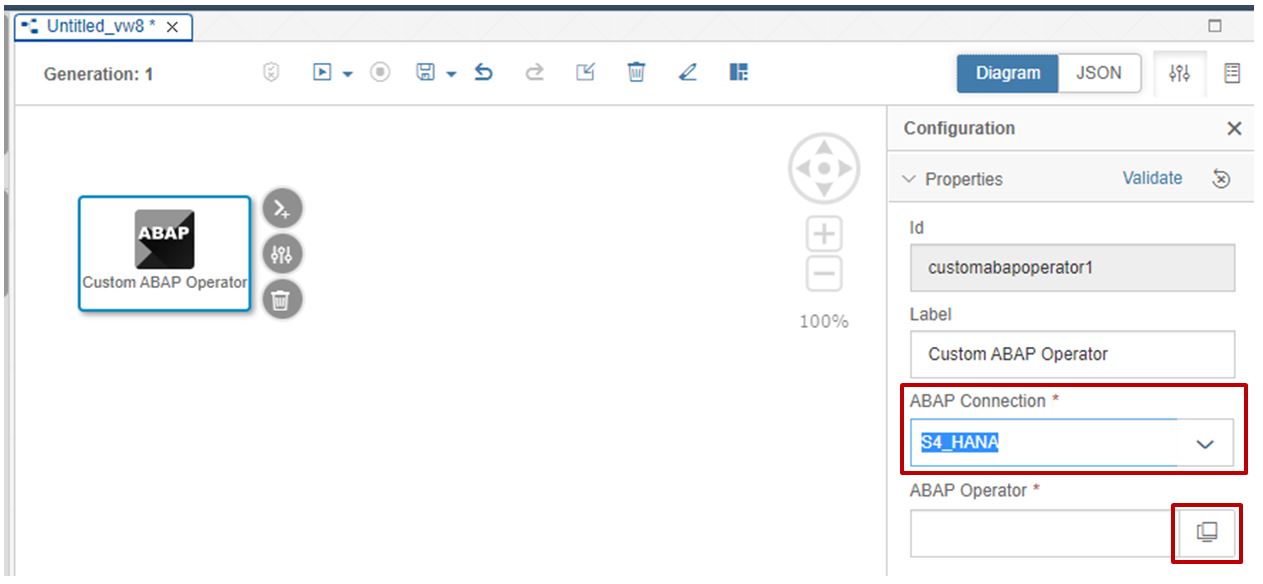 Untitled_vw8 *
Generation: 1
Diagram
JSON
ABAP
Custom ABAP Operator
100%
Configuration
Properties
Validate
Id
customabapoperator1
Label
Custom ABAP Operator
ABAP Connection *
S4_HANA
ABAP Operator *